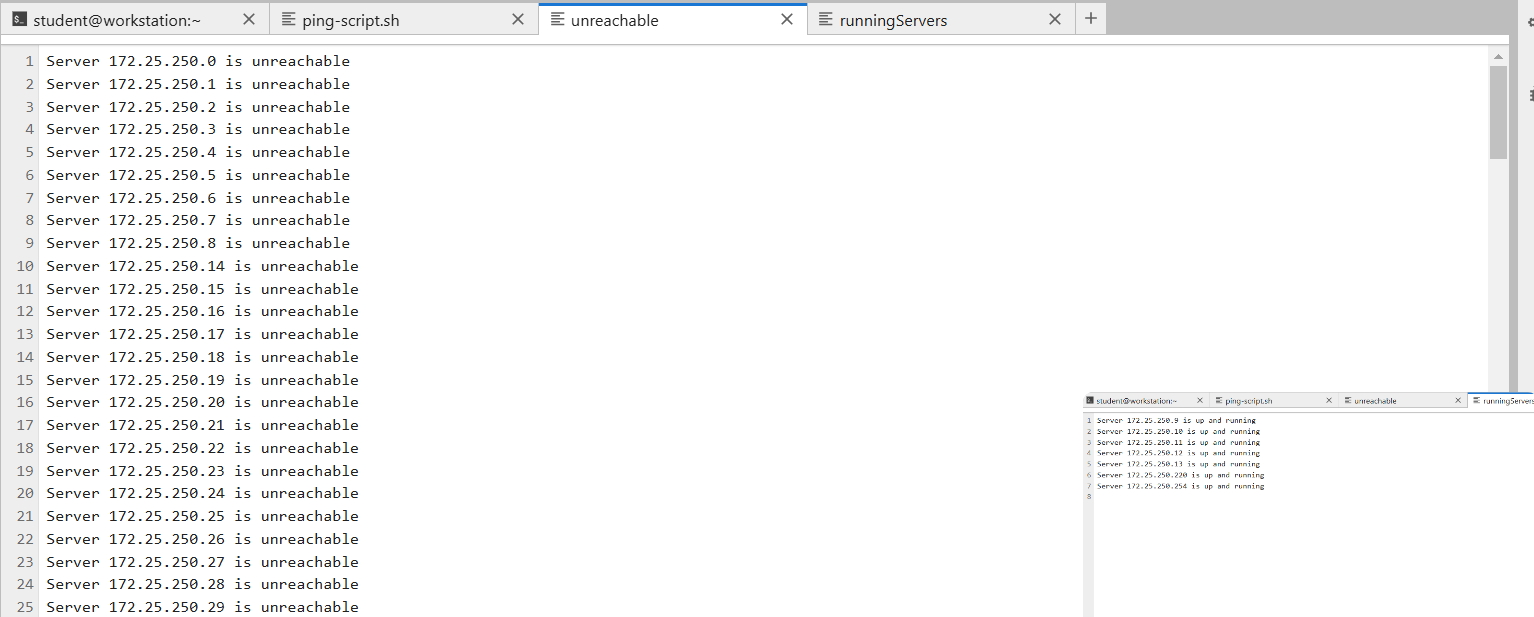 student@workstation:~ ping-script.sh unreachable runningServers
1 Server 172.25.250.0 is unreachable
2 Server 172.25.250.1 is unreachable
3 Server 172.25.250.2 is unreachable
4 Server 172.25.250.3 is unreachable
5 Server 172.25.250.4 is unreachable
6 Server 172.25.250.5 is unreachable
7 Server 172.25.250.6 is unreachable
8 Server 172.25.250.7 is unreachable
9 Server 172.25.250.8 is unreachable
10 Server 172.25.250.14 is unreachable
11 Server 172.25.250.15 is unreachable
12 Server 172.25.250.16 is unreachable
13 Server 172.25.250.17 is unreachable
14 Server 172.25.250.18 is unreachable
15 Server 172.25.250.19 is unreachable
16 Server 172.25.250.20 is unreachable
17 Server 172.25.250.21 is unreachable
18 Server 172.25.250.22 is unreachable
19 Server 172.25.250.23 is unreachable
20 Server 172.25.250.24 is unreachable
21 Server 172.25.250.25 is unreachable
22 Server 172.25.250.26 is unreachable
23 Server 172.25.250.27 is unreachable
24 Server 172.25.250.28 is unreachable
25 Server 172.25.250.29 is unreachable
student@workstation:~ ping-script.sh unreachable runningServers
1 Server 172.25.250.9 is up and running
2 Server 172.25.250.10 is up and running
3 Server 172.25.250.11 is up and running
4 Server 172.25.250.12 is up and running
5 Server 172.25.250.13 is up and running
6 Server 172.25.250.220 is up and running
7 Server 172.25.250.254 is up and running
8